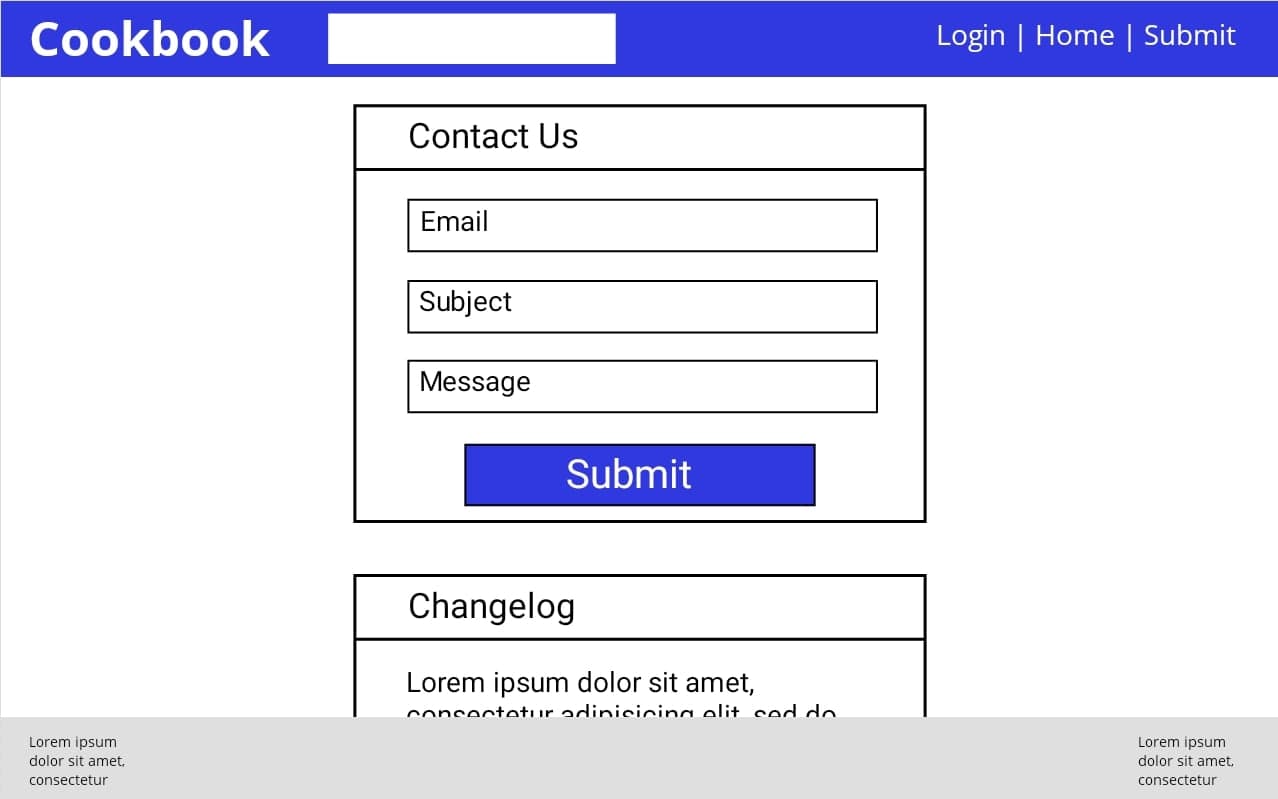 Cookbook
Login | Home | Submit
Contact Us
Email
Subject
Message
Submit
Changelog
Lorem ipsum dolor sit amet,
consectetur adipisicing elit, sed do
Lorem ipsum
dolor sit amet,
consectetur
Lorem ipsum
dolor sit amet,
consectetur